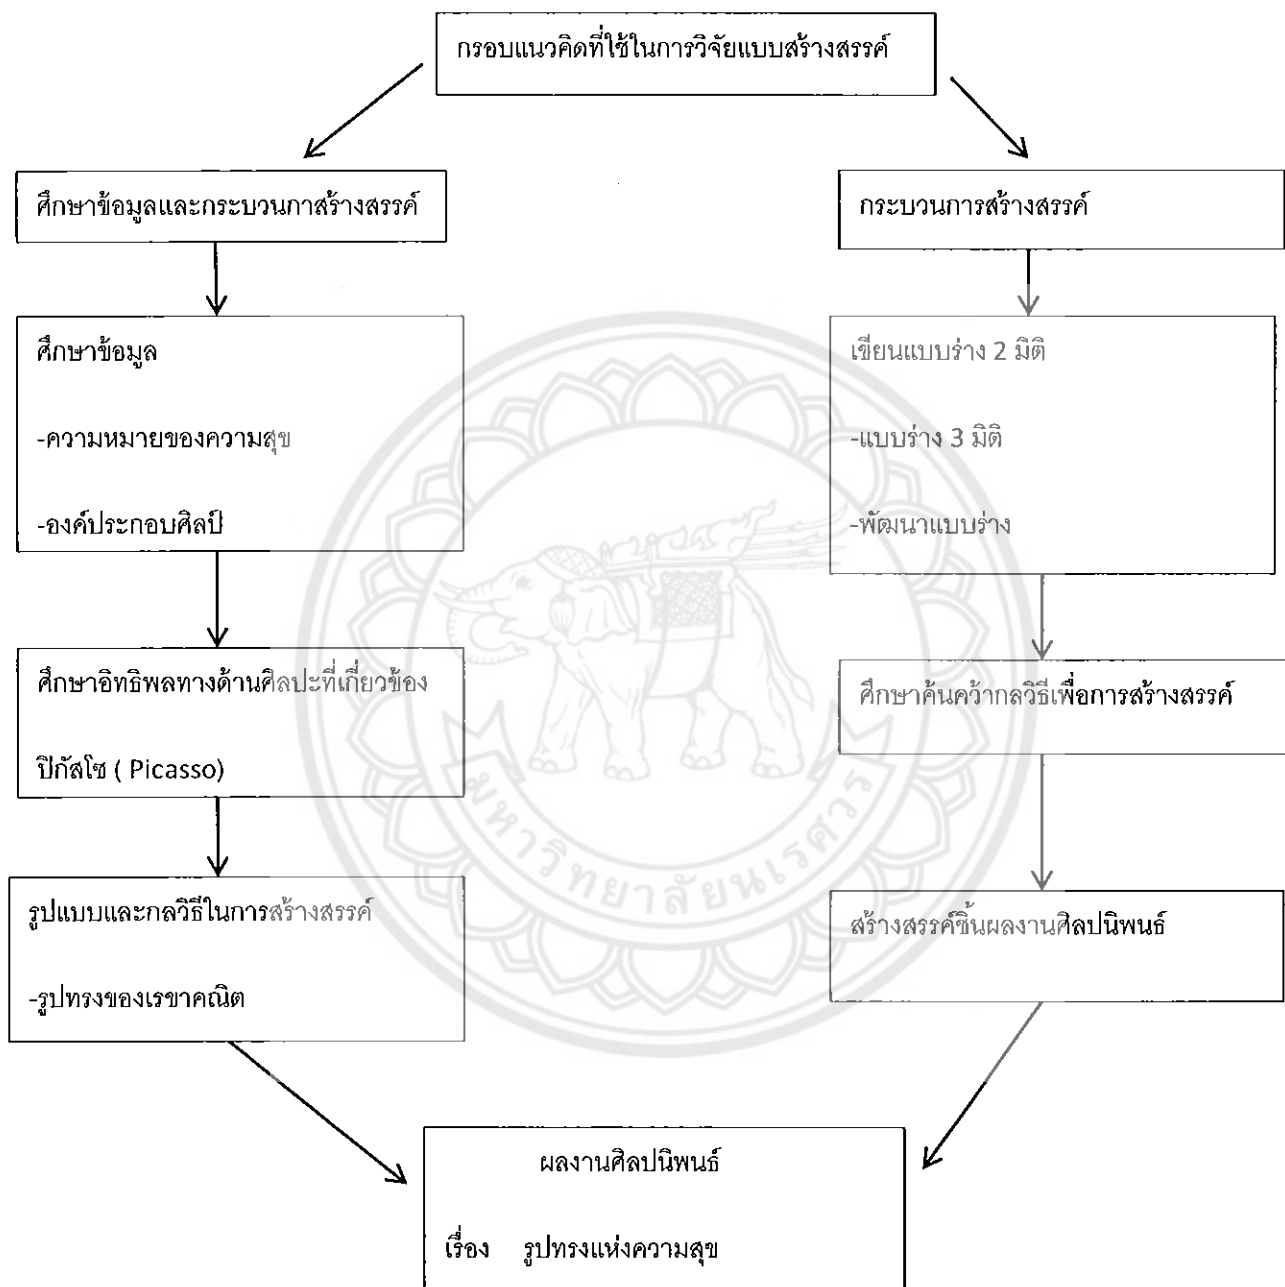 กรอบแนวคิดที่ใช้ในการวิจัยแบบสร้างสรรค์
ศึกษาข้อมูลและกระบวนกาสร้างสรรค์
ศึกษาข้อมูล
-ความหมายของความสุข
-องค์ประกอบศิลป์
ศึกษาอิทธิพลทางด้านศิลปะที่เกี่ยวข้อง
ปิกัสโซ ( Picasso)
รูปแบบและกลวิธีในการสร้างสรรค์
-รูปทรงของเรขาคณิต
กระบวนการสร้างสรรค์
เขียนแบบร่าง 2 มิติ
-แบบร่าง 3 มิติ
-พัฒนาแบบร่าง
ศึกษาค้นคว้ากลวิธีเพื่อการสร้างสรรค์
สร้างสรรค์ชิ้นผลงานศิลปนิพนธ์
ผลงานศิลปนิพนธ์
เรื่อง รูปทรงแห่งความสุข
มหาวิทยาลัยนเรศวร